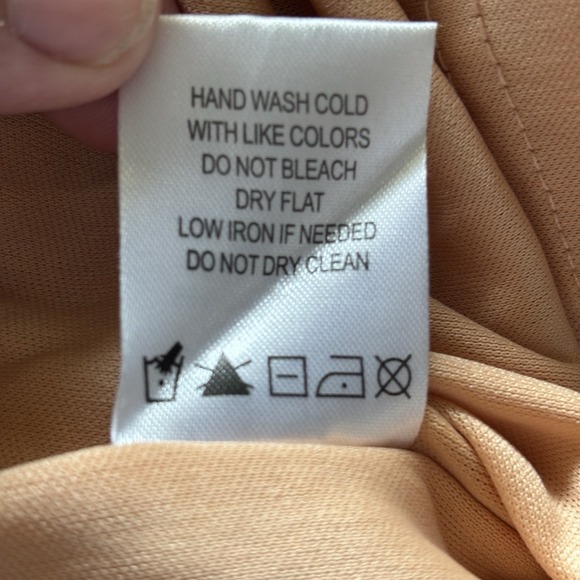 HAND WASH COLD
WITH LIKE COLORS
DO NOT BLEACH
DRY FLAT
LOW IRON IF NEEDED
DO NOT DRY CLEAN